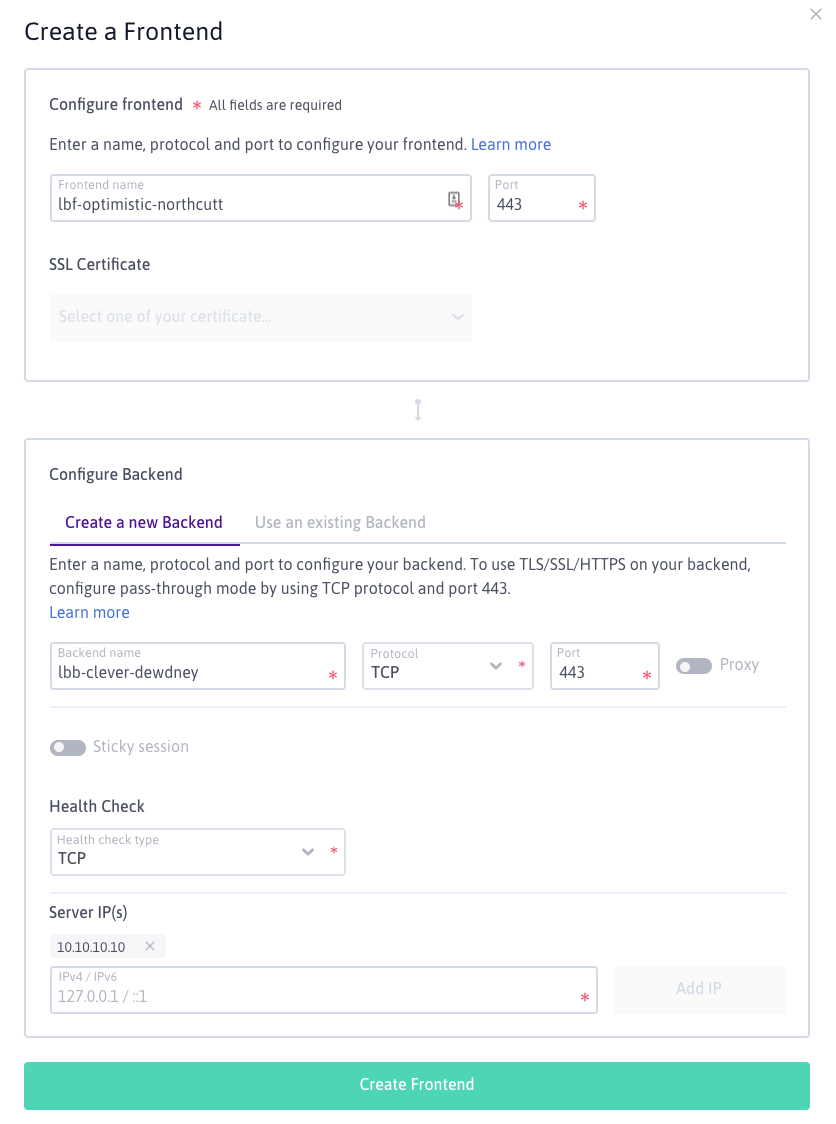 Create a Frontend
Configure frontend * All fields are required
Enter a name, protocol and port to configure your frontend. Learn more
Frontend name
lbf-optimistic-northcutt *
Port
443 *
SSL Certificate
Select one of your certificate...
Configure Backend
Create a new Backend
Use an existing Backend
Enter a name, protocol and port to configure your backend. To use TLS/SSL/HTTPS on your backend,
configure pass-through mode by using TCP protocol and port 443.
Learn more
Backend name
lbb-clever-dewdney *
Protocol
TCP *
Port
443 *
Proxy
Sticky session
Health Check
Health check type
TCP *
Server IP(s)
10.10.10.10
IPv4 / IPv6
127.0.0.1 / ::1 *
Add IP
Create Frontend